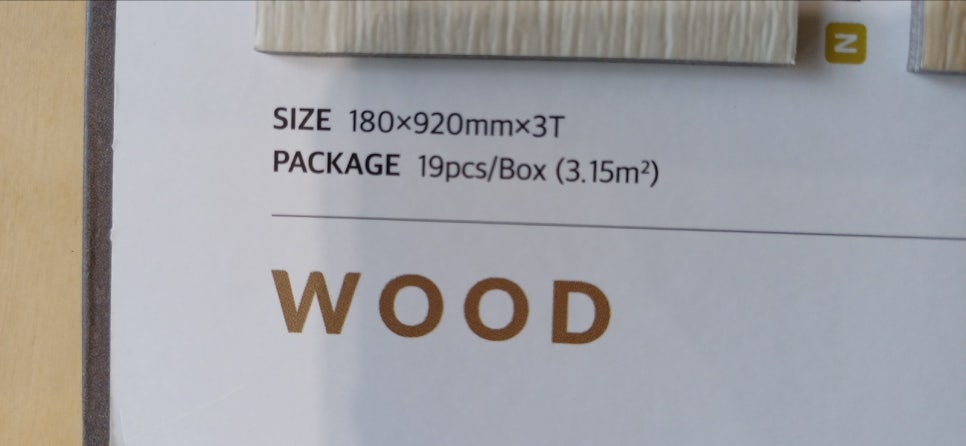 N
SIZE 180×920mm×3T
PACKAGE 19pcs/Box (3.15m²)
WOOD